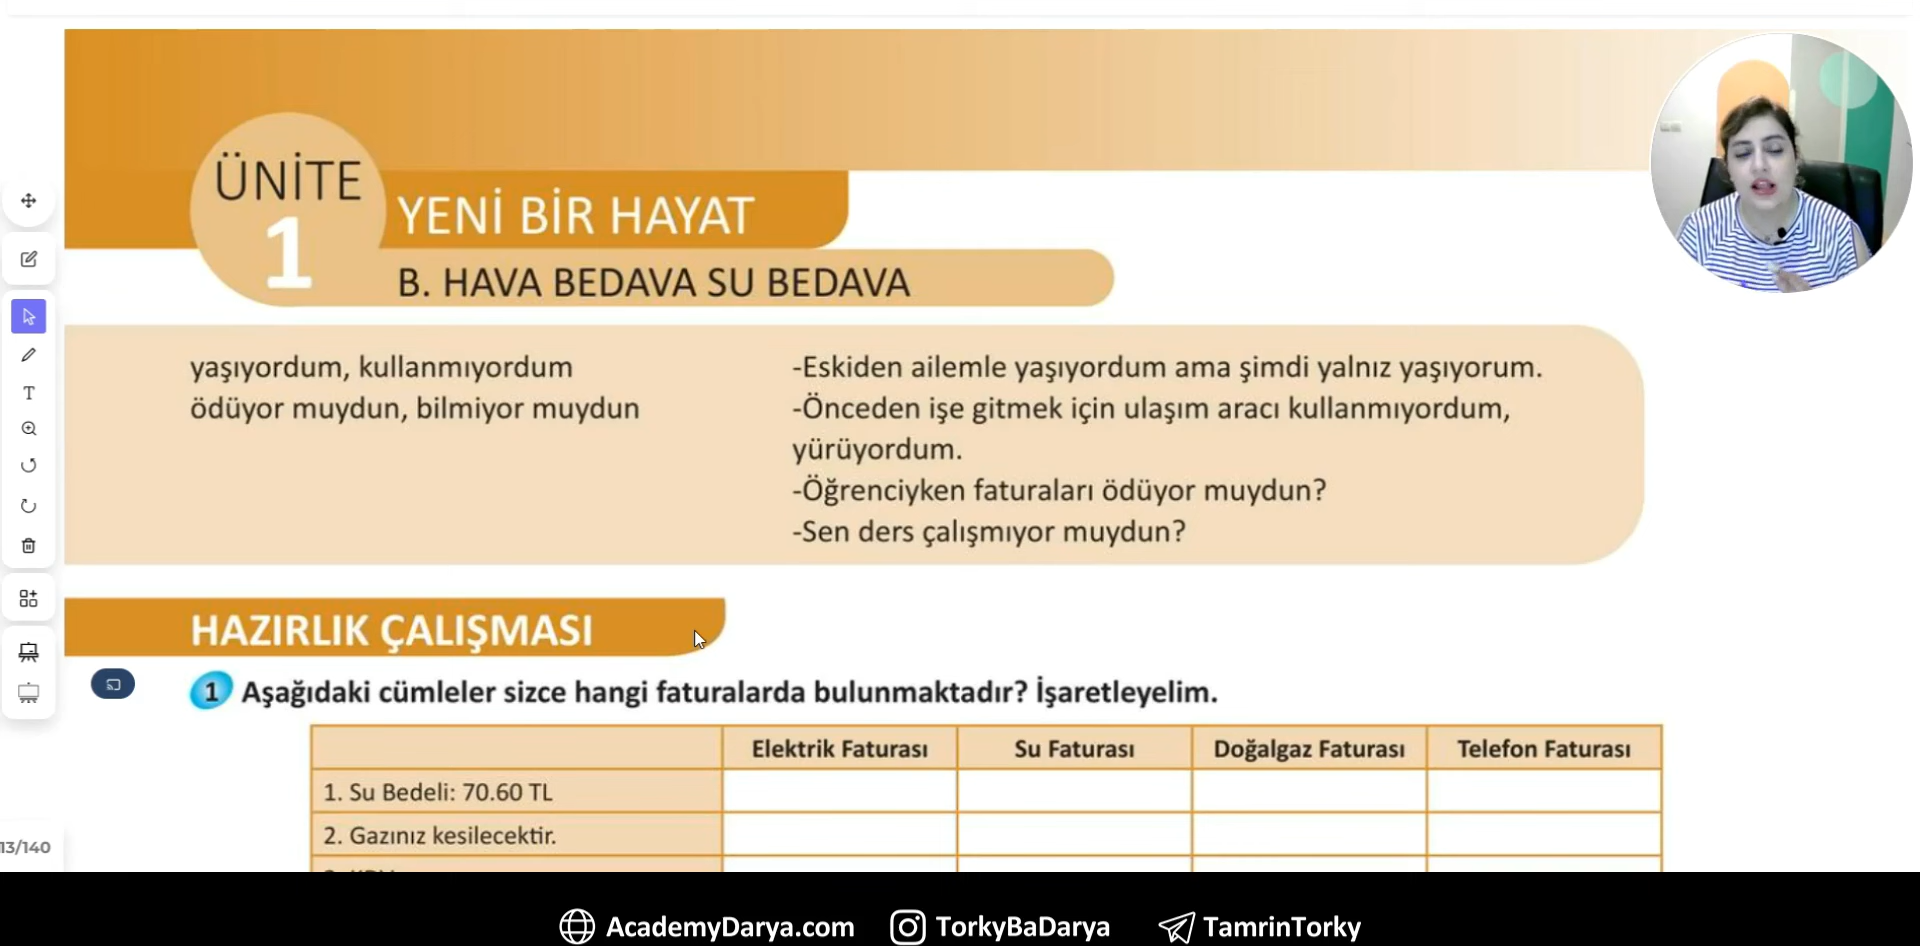 ÜNİTE
1
YENİ BİR HAYAT
B. HAVA BEDAVA SU BEDAVA
yaşıyordum, kullanmıyordum
ödüyor muydun, bilmiyor muydun
-Eskiden ailemle yaşıyordum ama şimdi yalnız yaşıyorum.
-Önceden işe gitmek için ulaşım aracı kullanmıyordum,
yürüyordum.
-Öğrenciyken faturaları ödüyor muydun?
-Sen ders çalışmıyor muydun?
HAZIRLIK ÇALIŞMASI
1 Aşağıdaki cümleler sizce hangi faturalarda bulunmaktadır? İşaretleyelim.
Elektrik Faturası Su Faturası Doğalgaz Faturası Telefon Faturası
1. Su Bedeli: 70.60 TL
2. Gazınız kesilecektir.
T
13/140
AcademyDarya.com TorkyBaDarya TamrinTorky